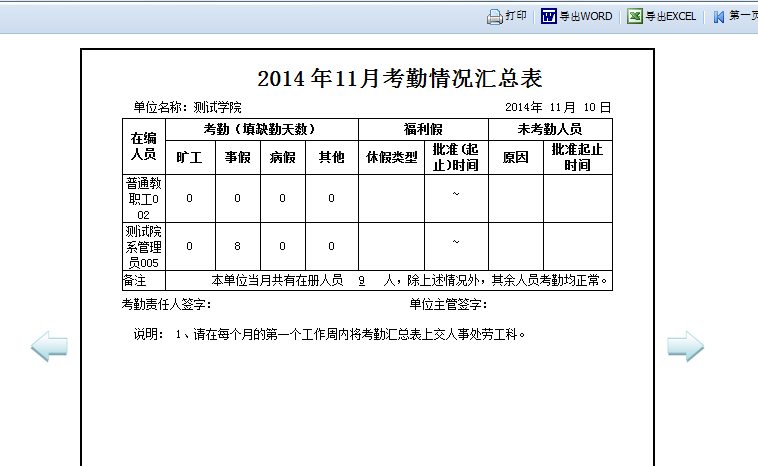 打印 导出WORD 导出EXCEL 第一页
2014年11月考勤情况汇总表
单位名称: 测试学院 2014年 11月 10日
在编人员 考勤（填缺勤天数） 福利假 未考勤人员
旷工 事假 病假 其他 休假类型 批准(起止)时间 原因 批准起止时间
普通教职工002 0 0 0 0 ~
测试院系管理员005 0 8 0 0 ~
备注 本单位当月共有在册人员 9 人，除上述情况外，其余人员考勤均正常。
考勤责任人签字: 单位主管签字:
说明: 1、请在每个月的第一个工作周内将考勤汇总表上交人事处劳工科。